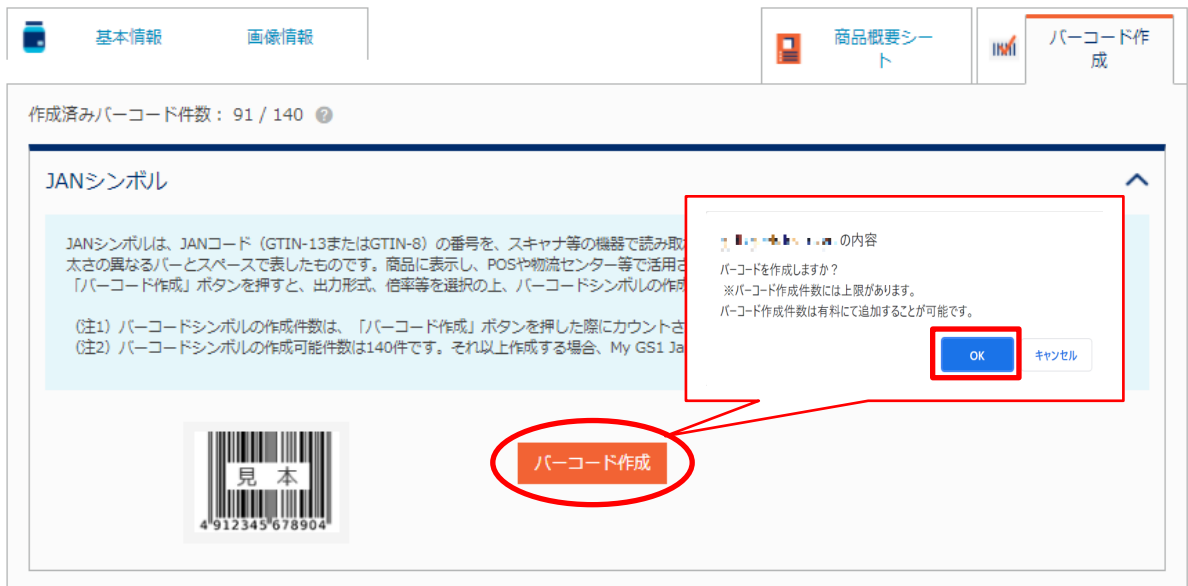 基本情報
画像情報
商品概要シー
ト
バーコード作
成
作成済みバーコード件数： 91 / 140 ?
JANシンボル
JANシンボルは、JANコード（GTIN-13またはGTIN-8）の番号を、スキャナ等の機器で読み取
太さの異なるバーとスペースで表したものです。商品に表示し、POSや物流センター等で活用さ
「バーコード作成」ボタンを押すと、出力形式、倍率等を選択の上、バーコードシンボルの作成
（注1）バーコードシンボルの作成件数は、「バーコード作成」ボタンを押した際にカウントさ
（注2）バーコードシンボルの作成可能件数は140件です。それ以上作成する場合、My GS1 Ja
の内容
バーコードを作成しますか？
※バーコード作成件数には上限があります。
バーコード作成件数は有料にて追加することが可能です。
OK
キャンセル
見 本
4 912345 678904
バーコード作成